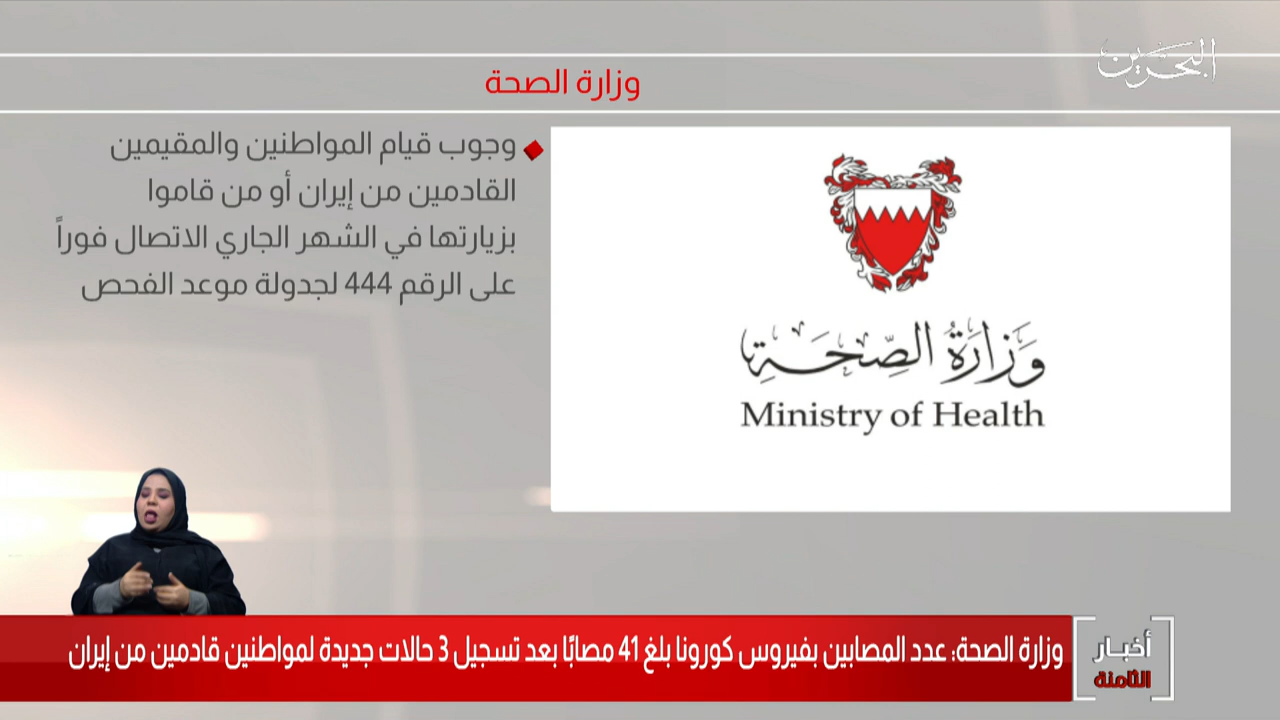 البحرين
وزارة الصحة
وجوب قيام المواطنين والمقيمين
القادمين من إيران أو من قاموا
بزيارتها في الشهر الجاري الاتصال فوراً
على الرقم 444 لجدولة موعد الفحص
وَزَارَةُ الصِّحَةِ
Ministry of Health
أخبار
الثامنة
وزارة الصحة: عدد المصابين بفيروس كورونا بلغ 41 مصابًا بعد تسجيل 3 حالات جديدة لمواطنين قادمين من إيران